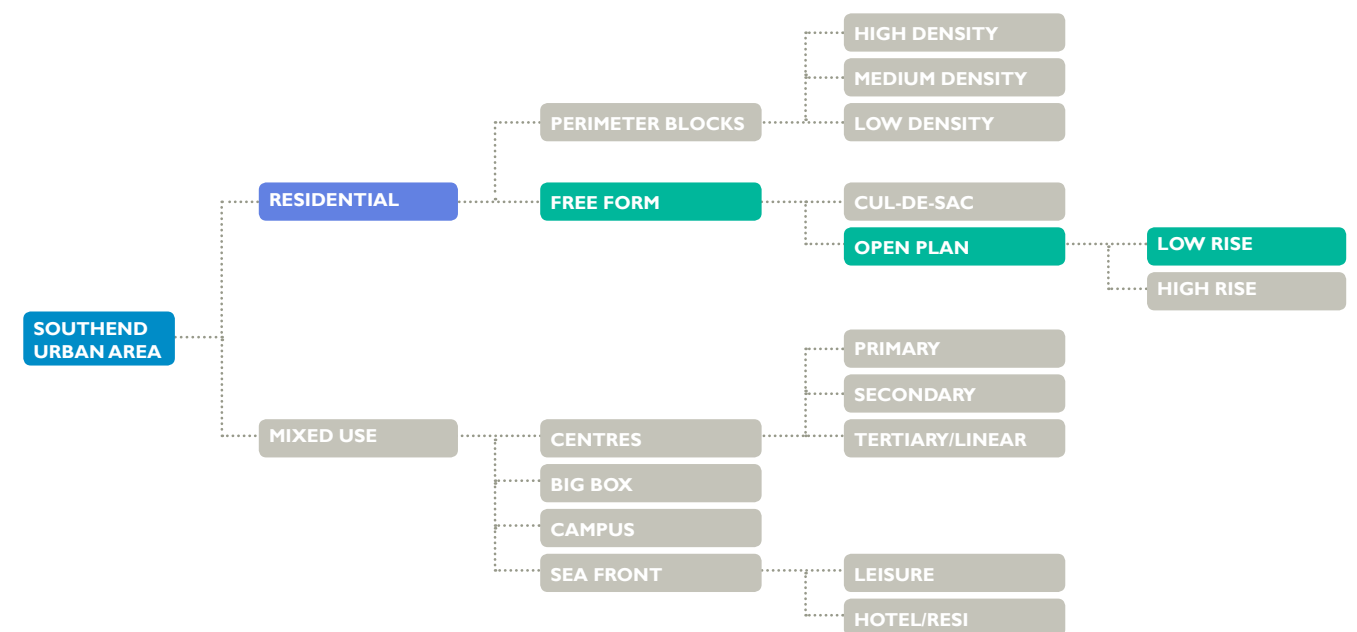 HIGH DENSITY
MEDIUM DENSITY
PERIMETER BLOCKS
LOW DENSITY
RESIDENTIAL
FREE FORM
CUL-DE-SAC
OPEN PLAN
LOW RISE
HIGH RISE
SOUTHEND
URBAN AREA
PRIMARY
SECONDARY
MIXED USE
CENTRES
TERTIARY/LINEAR
BIG BOX
CAMPUS
SEA FRONT
LEISURE
HOTEL/RESI